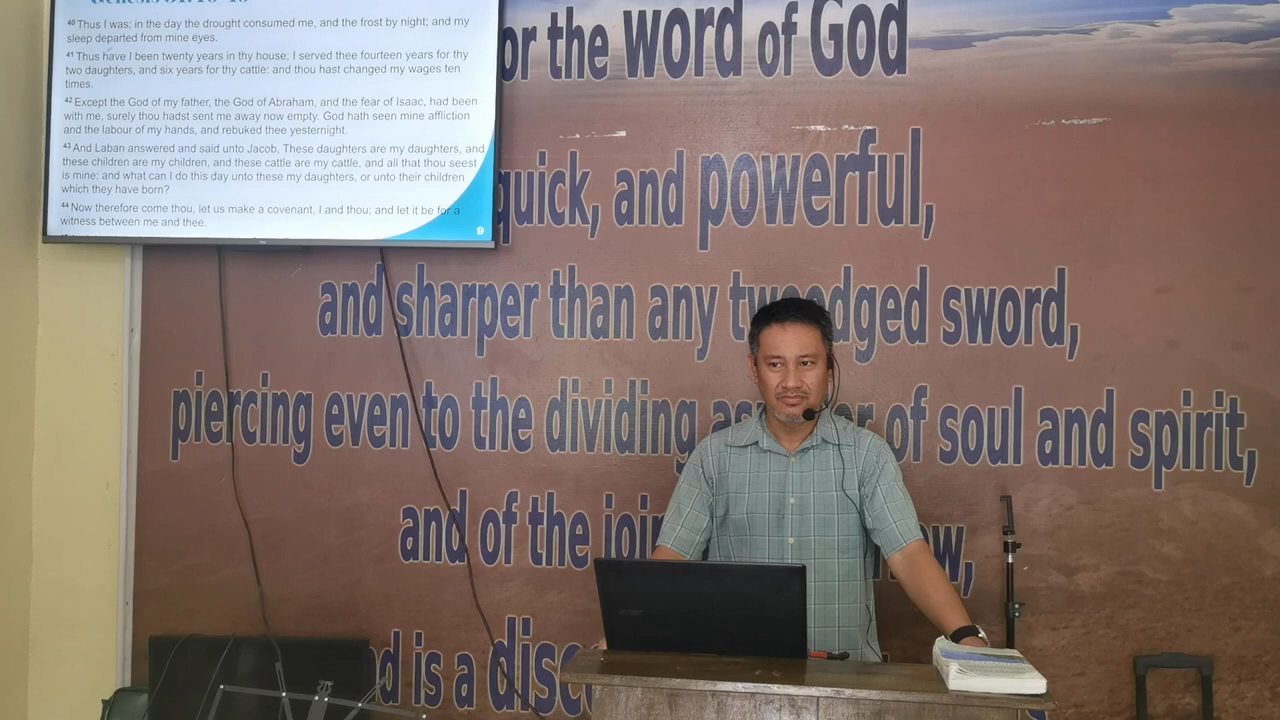 40 Thus I was; in the day the drought consumed me, and the frost by night; and my
sleep departed from mine eyes.
41 Thus have I been twenty years in thy house; I served thee fourteen years for thy
two daughters, and six years for thy cattle: and thou hast changed my wages ten
times.
42 Except the God of my father, the God of Abraham, and the fear of Isaac, had been
with me, surely thou hadst sent me away now empty. God hath seen mine affliction
and the labour of my hands, and rebuked thee yesternight.
43 And Laban answered and said unto Jacob, These daughters are my daughters, and
these children are my children, and these cattle are my cattle, and all that thou seest
is mine: and what can I do this day unto these my daughters, or unto their children
which they have born?
44 Now therefore come thou, let us make a covenant, I and thou; and let it be for a
witness between me and thee.
9
or the word of God
quick, and powerful,
and sharper than any twoedged sword,
piercing even to the dividing of soul and spirit,
and of the
is a